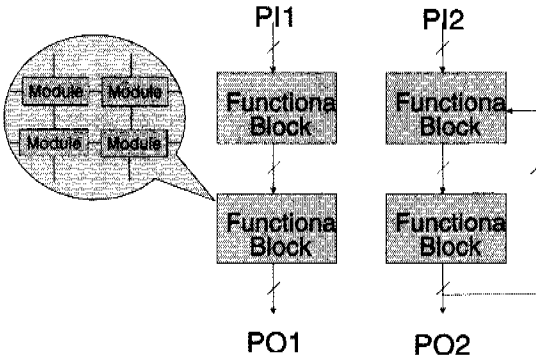 PI1 PI2
Module Module
Functiona Functiona
Block Block
Module Module
Functiona Functiona
Block Block
PO1 PO2